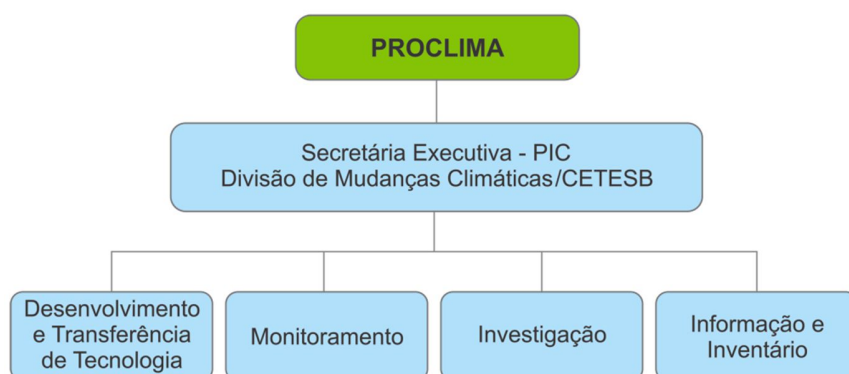 PROCLIMA
Secretária Executiva - PIC
Divisão de Mudanças Climáticas/CETESB
Desenvolvimento
e Transferência
de Tecnologia
Monitoramento
Investigação
Informação e
Inventário